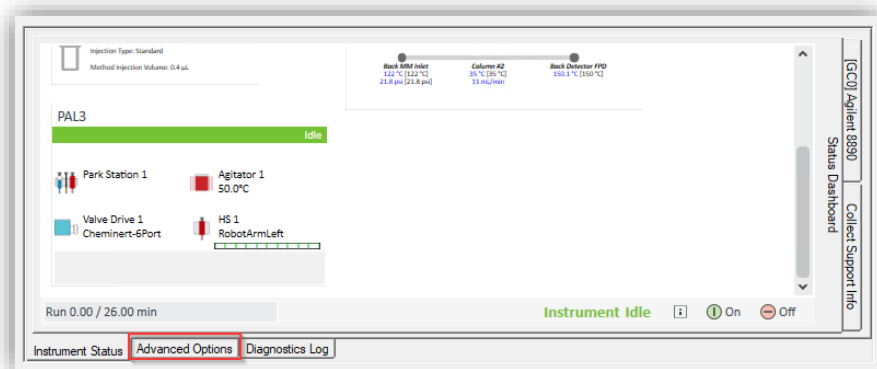 Injection Type: Standard
Method Injection Volume: 0.4 µL
Back MM Inlet
122 °C [122 °C]
21.8 psi [21.8 psi]
Column #2
35 °C [35 °C]
11 mL/min
Back Detector FPD
150.1 °C [150 °C]
PAL3
Idle
Park Station 1
Agitator 1
50.0°C
Valve Drive 1
Cheminert-6Port
HS 1
RobotArmLeft
Run 0.00 / 26.00 min
Instrument Idle
i
On
Off
Status Dashboard
[GC0] Agilent 8890
Collect Support Info
Instrument Status
Advanced Options
Diagnostics Log